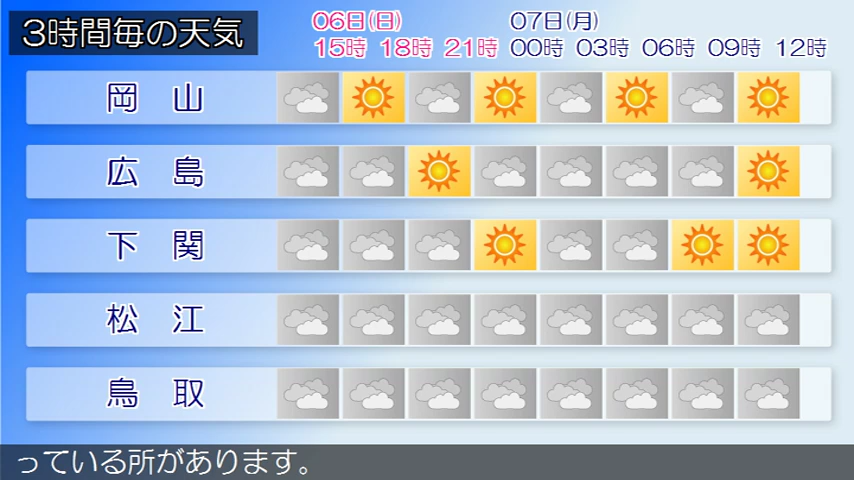 3時間毎の天気
06日(日) 07日(月)
15時 18時 21時 00時 03時 06時 09時 12時
岡 山
広 島
下 関
松 江
鳥 取
っている所があります。